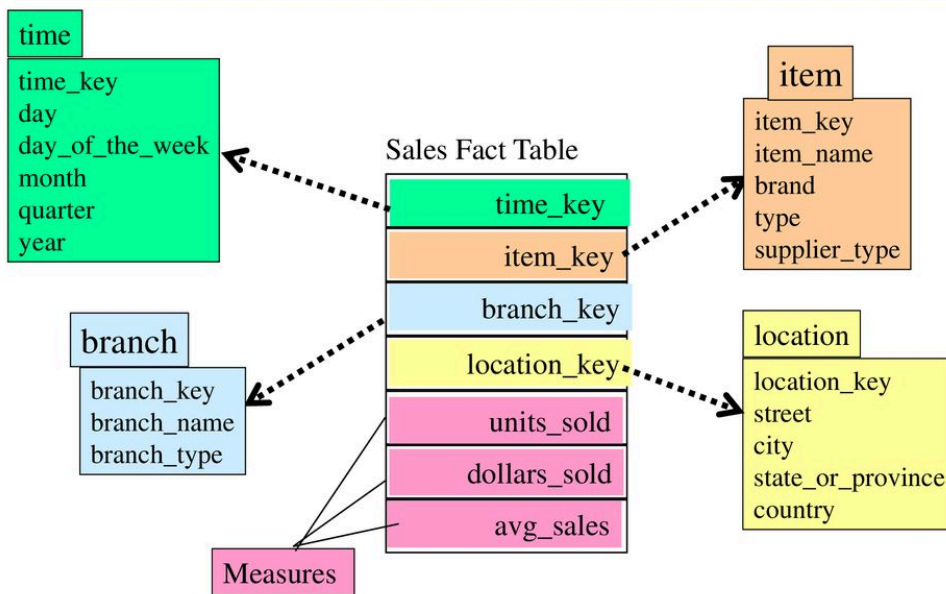 time
time_key
day
day_of_the_week
month
quarter
year
item
item_key
item_name
brand
type
supplier_type
Sales Fact Table
time_key
item_key
branch_key
location_key
units_sold
dollars_sold
avg_sales
branch
branch_key
branch_name
branch_type
location
location_key
street
city
state_or_province
country
Measures